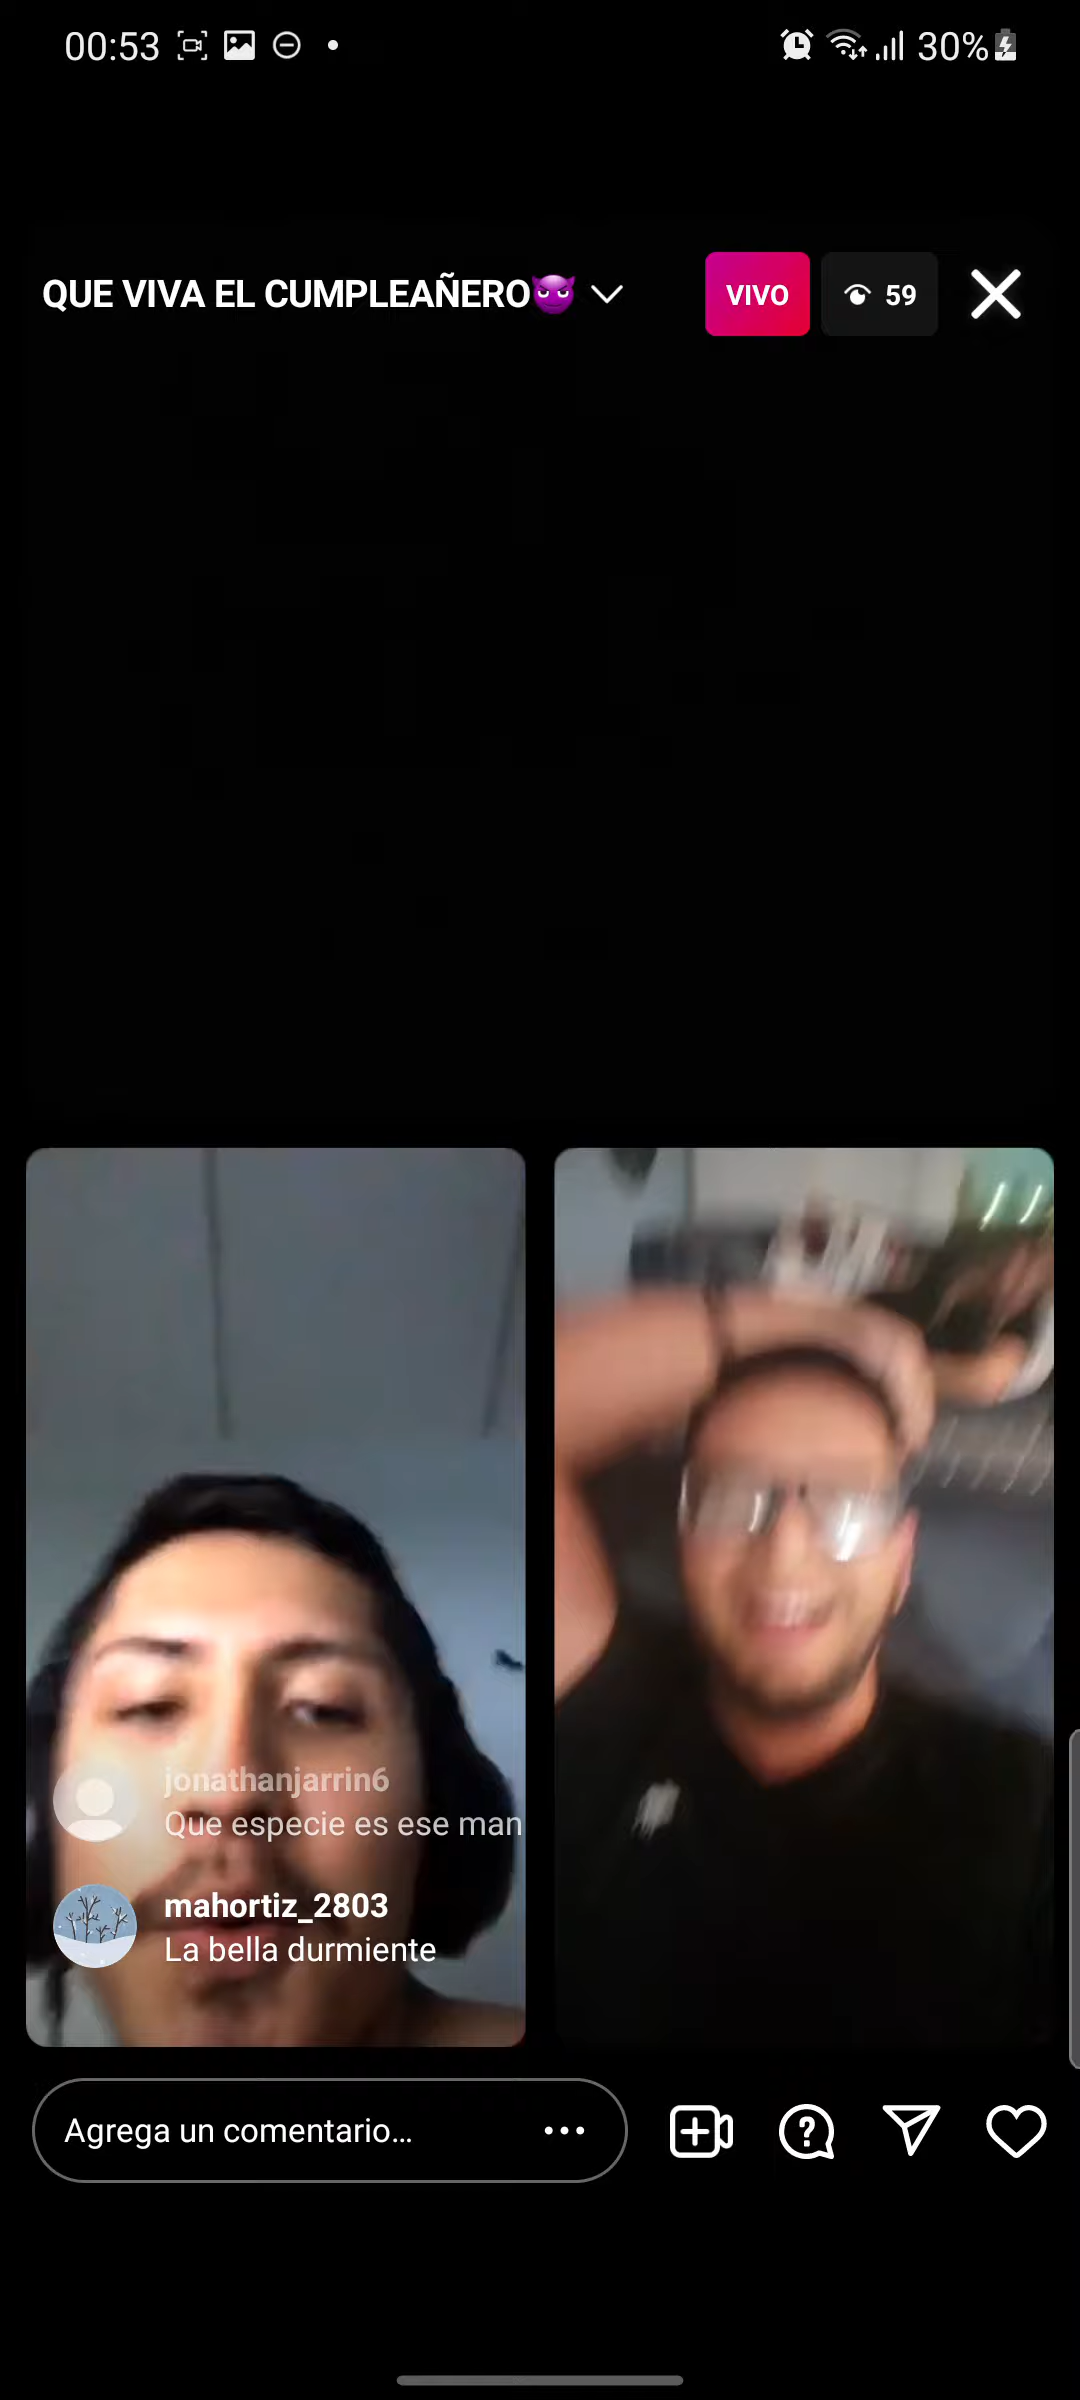 00:53
30%
QUE VIVA EL CUMPLEAÑERO😈
VIVO
59
jonathanjarrin6
Que especie es ese man
mahortiz_2803
La bella durmiente
Agrega un comentario...